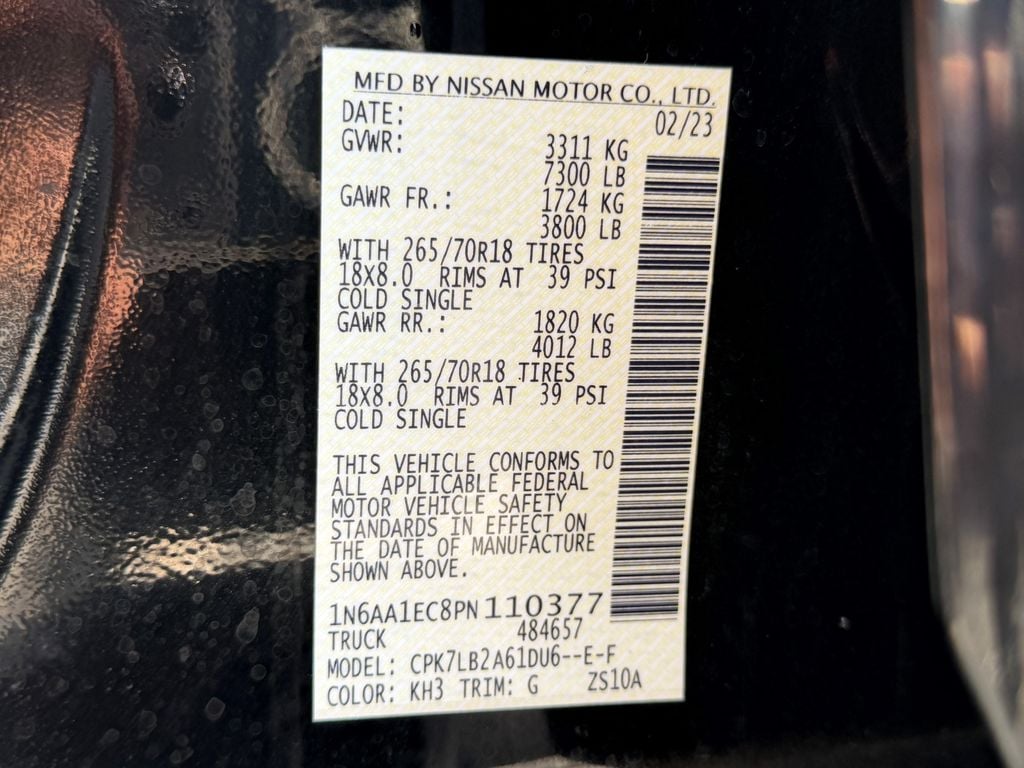 MFD BY NISSAN MOTOR CO., LTD.
DATE: 02/23
GVWR: 3311 KG
7300 LB
GAWR FR.: 1724 KG
3800 LB
WITH 265/70R18 TIRES
18X8.0 RIMS AT 39 PSI
COLD SINGLE
GAWR RR.: 1820 KG
4012 LB
WITH 265/70R18 TIRES
18X8.0 RIMS AT 39 PSI
COLD SINGLE
THIS VEHICLE CONFORMS TO
ALL APPLICABLE FEDERAL
MOTOR VEHICLE SAFETY
STANDARDS IN EFFECT ON
THE DATE OF MANUFACTURE
SHOWN ABOVE.
1N6AA1EC8PN110377
TRUCK 484657
MODEL: CPK7LB2A61DU6--E-F
COLOR: KH3 TRIM: G ZS10A